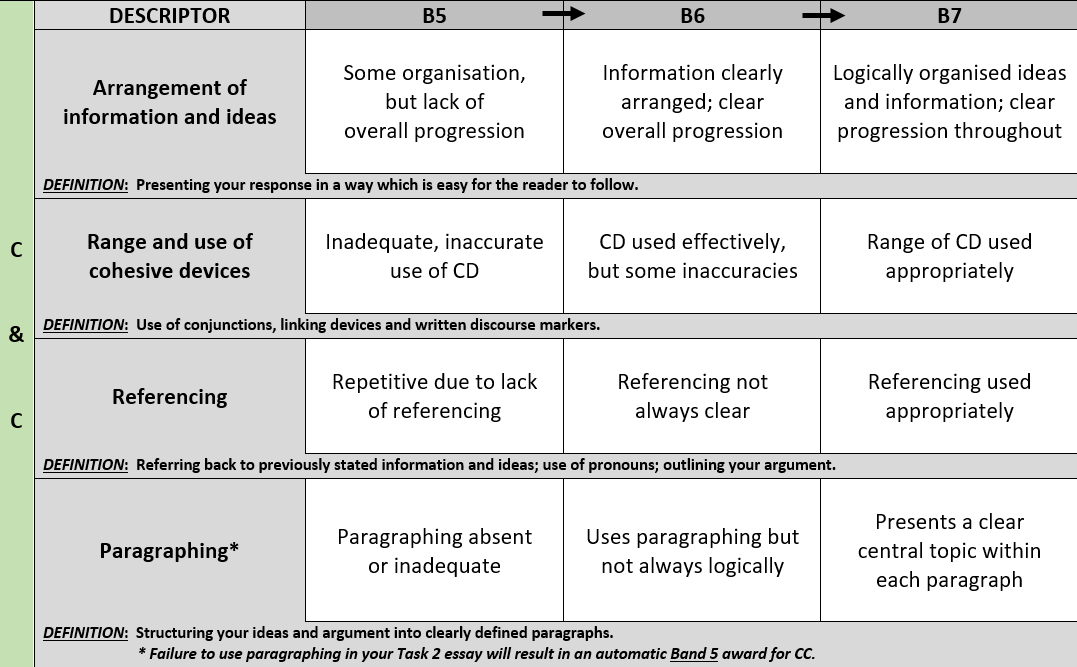 DESCRIPTOR B5 B6 B7
Arrangement of
information and ideas
Some organisation,
but lack of
overall progression
Information clearly
arranged; clear
overall progression
Logically organised ideas
and information; clear
progression throughout
DEFINITION: Presenting your response in a way which is easy for the reader to follow.
C
&
C
Range and use of
cohesive devices
Inadequate, inaccurate
use of CD
CD used effectively,
but some inaccuracies
Range of CD used
appropriately
DEFINITION: Use of conjunctions, linking devices and written discourse markers.
Referencing
Repetitive due to lack
of referencing
Referencing not
always clear
Referencing used
appropriately
DEFINITION: Referring back to previously stated information and ideas; use of pronouns; outlining your argument.
Paragraphing*
Paragraphing absent
or inadequate
Uses paragraphing but
not always logically
Presents a clear
central topic within
each paragraph
DEFINITION: Structuring your ideas and argument into clearly defined paragraphs.
* Failure to use paragraphing in your Task 2 essay will result in an automatic Band 5 award for CC.